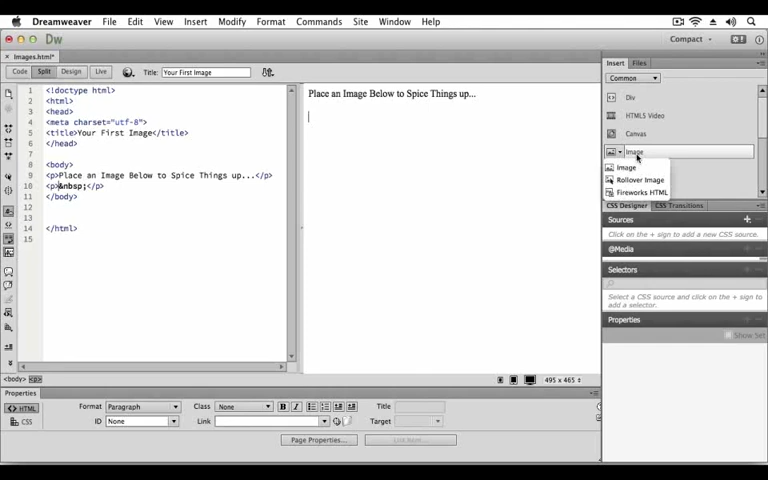 Dreamweaver File Edit View Insert Modify Format Commands Site Window Help
Dw Compact
Images.html*
Code Split Design Live Title: Your First Image
1 <!doctype html>
2 <html>
3 <head>
4 <meta charset="utf-8">
5 <title>Your First Image</title>
6 </head>
7
8 <body>
9 <p>Place an Image Below to Spice Things up...</p>
10 <p>&nbsp;</p>
11 </body>
12
13
14 </html>
15
Place an Image Below to Spice Things up...
Insert Files
Common
Div
HTML5 Video
Canvas
Image
Image
Rollover Image
Fireworks HTML
CSS Designer CSS Transitions
Sources
Click on the + sign to add a new CSS source.
@Media
Selectors
Select a CSS source and click on the + sign to add a selector.
Properties
Show Set
<body> <p> 495 x 465
Properties
<> HTML Format Paragraph Class None B I Title
CSS ID None Link Target
Page Properties...